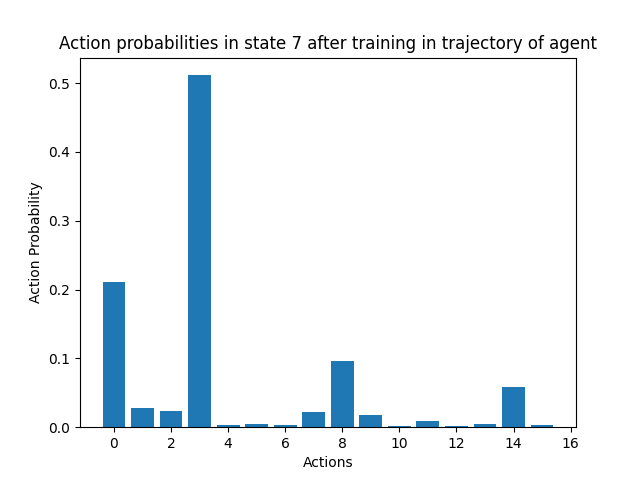 Action probabilities in state 7 after training in trajectory of agent
0.5
0.4
0.3
0.2
0.1
0.0
Action Probability
0 2 4 6 8 10 12 14 16
Actions